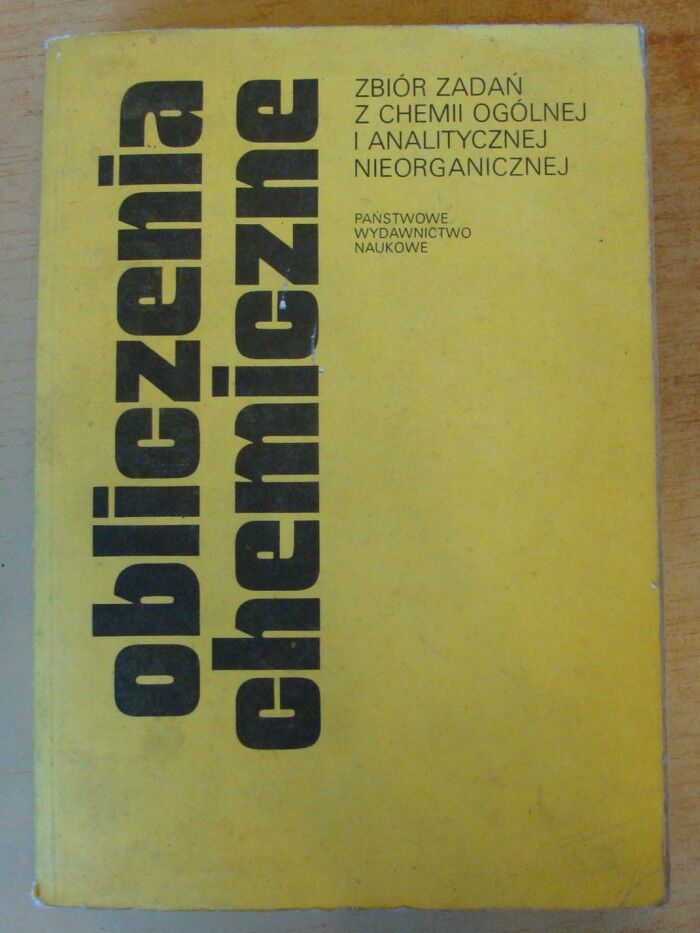 obliczenia
chemiczne
ZBIÓR ZADAŃ
Z CHEMII OGÓLNEJ
I ANALITYCZNEJ
NIEORGANICZNEJ
PAŃSTWOWE
WYDAWNICTWO
NAUKOWE